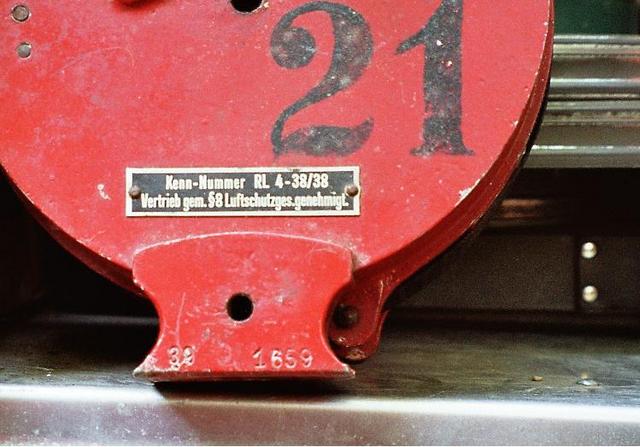 21
Kenn-Nummer RL 4-38/38
Vertrieb gem. §8 Luftschutzges. genehmigt.
39 1659